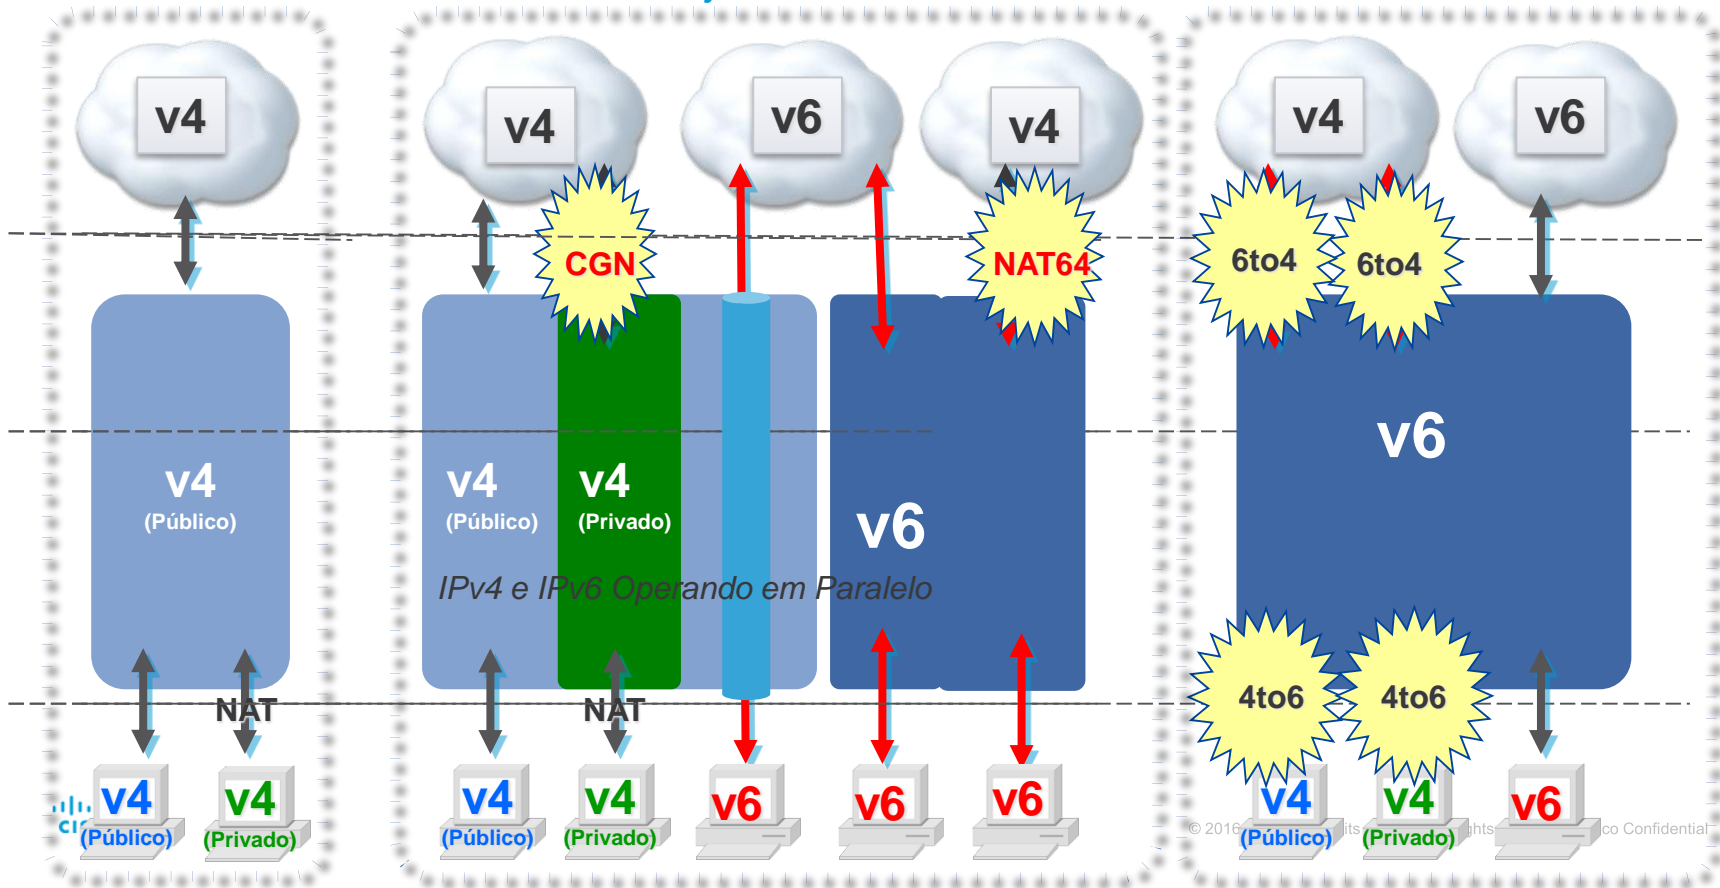 v4
v4
v6
v4
v4
v6
CGN
NAT64
6to4
6to4
v4
(Público)
v4
(Público)
v4
(Privado)
v6
v6
IPv4 e IPv6 Operando em Paralelo
NAT
NAT
4to6
4to6
v4
(Público)
v4
(Privado)
v4
(Público)
v4
(Privado)
v6
v6
v6
v4
(Público)
v4
(Privado)
v6
© 2016 Confidential